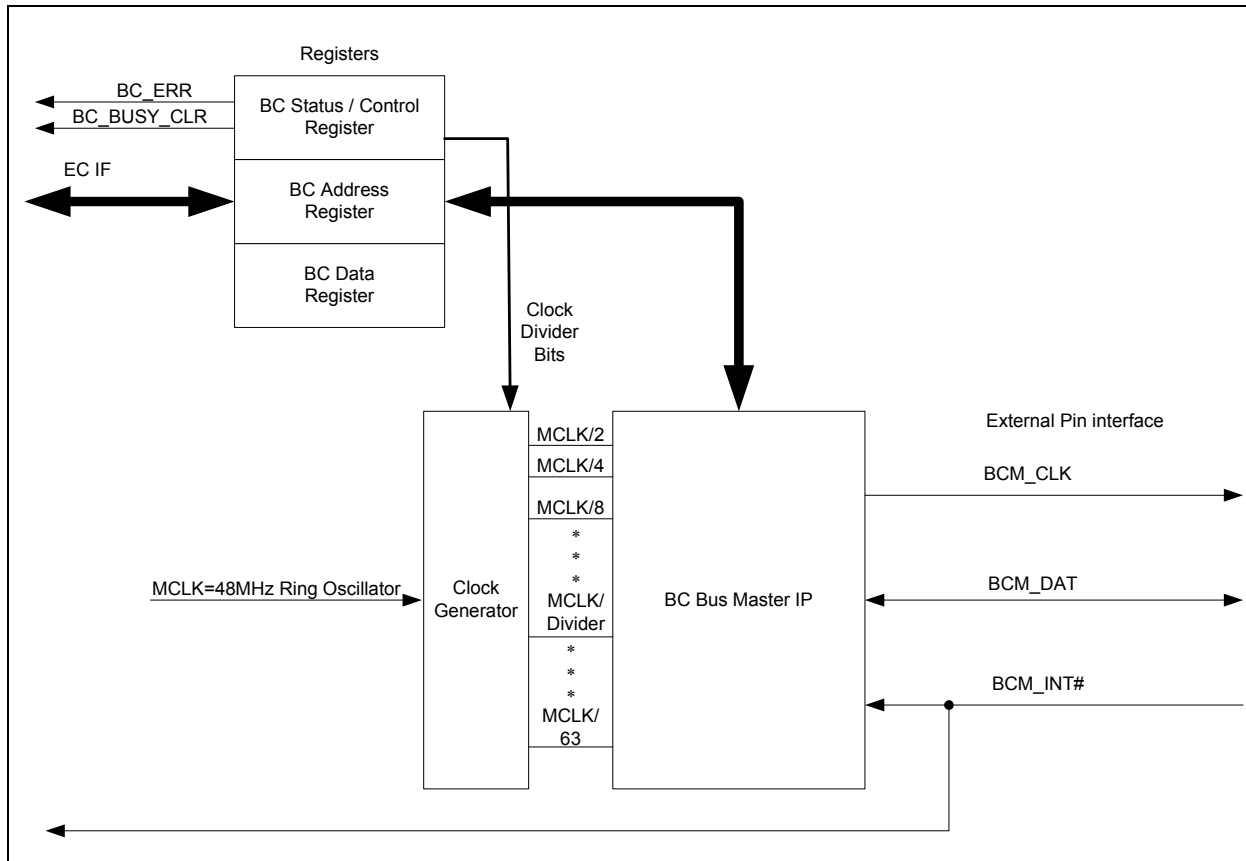 Registers
BC_ERR
BC_BUSY_CLR
EC IF
BC Status / Control
Register
BC Address
Register
BC Data
Register
Clock
Divider
Bits
MCLK/2
MCLK/4
MCLK/8
*
*
*
MCLK/
Divider
*
*
*
MCLK/
63
MCLK=48MHz Ring Oscillator
Clock
Generator
BC Bus Master IP
External Pin interface
BCM_CLK
BCM_DAT
BCM_INT#